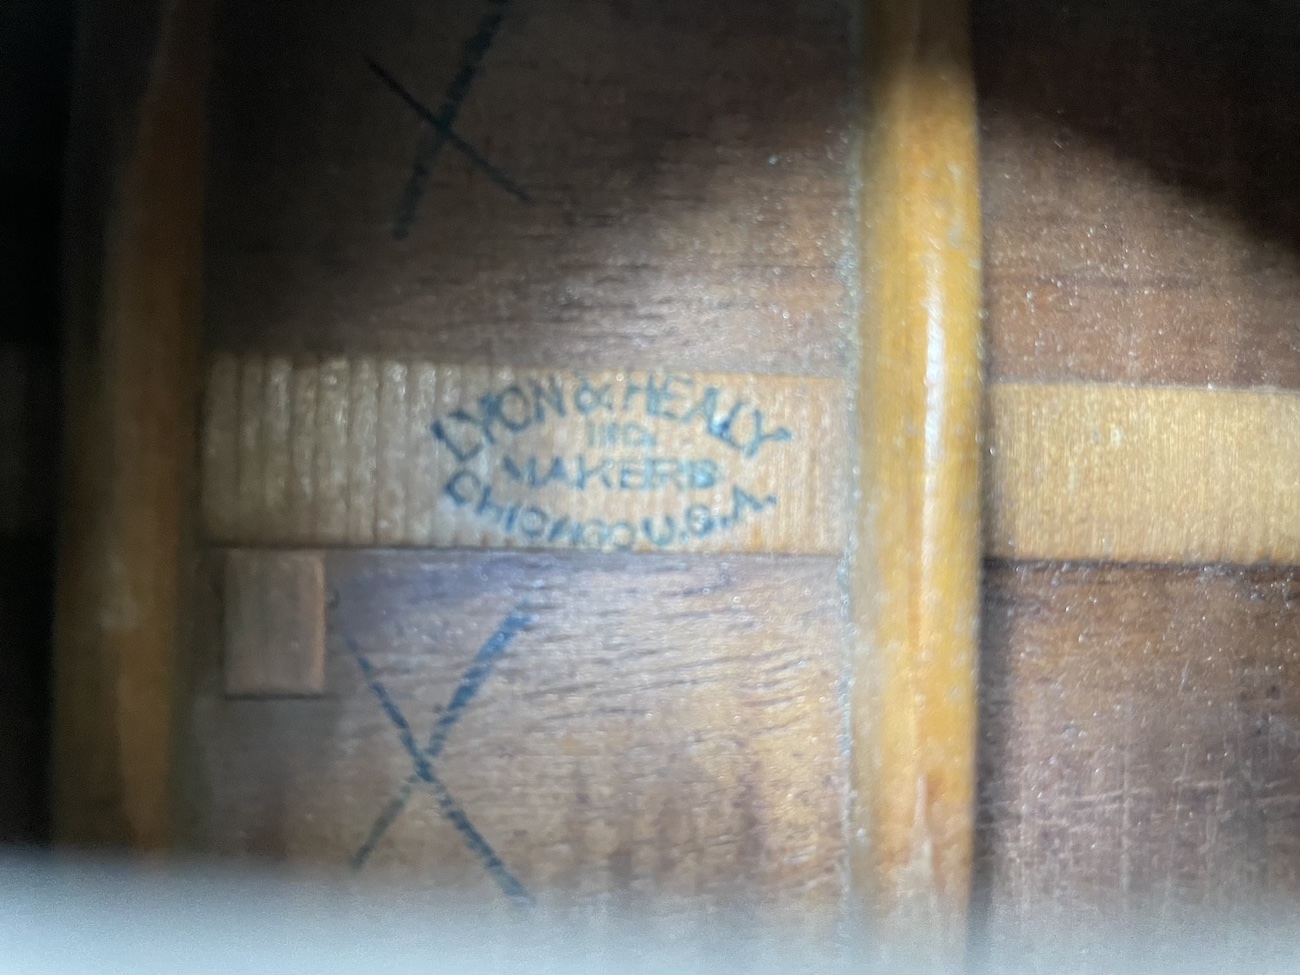 LYON & HEALY
INC.
MAKERS
CHICAGO U.S.A.